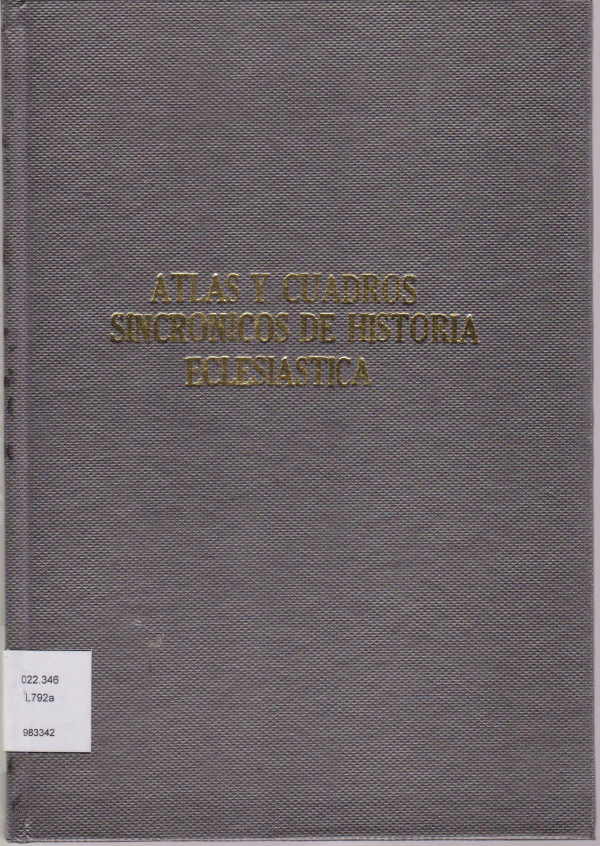 ATLAS Y CUADROS
SINCRONICOS DE HISTORIA
ECLESIASTICA
022.346
L792a
983342